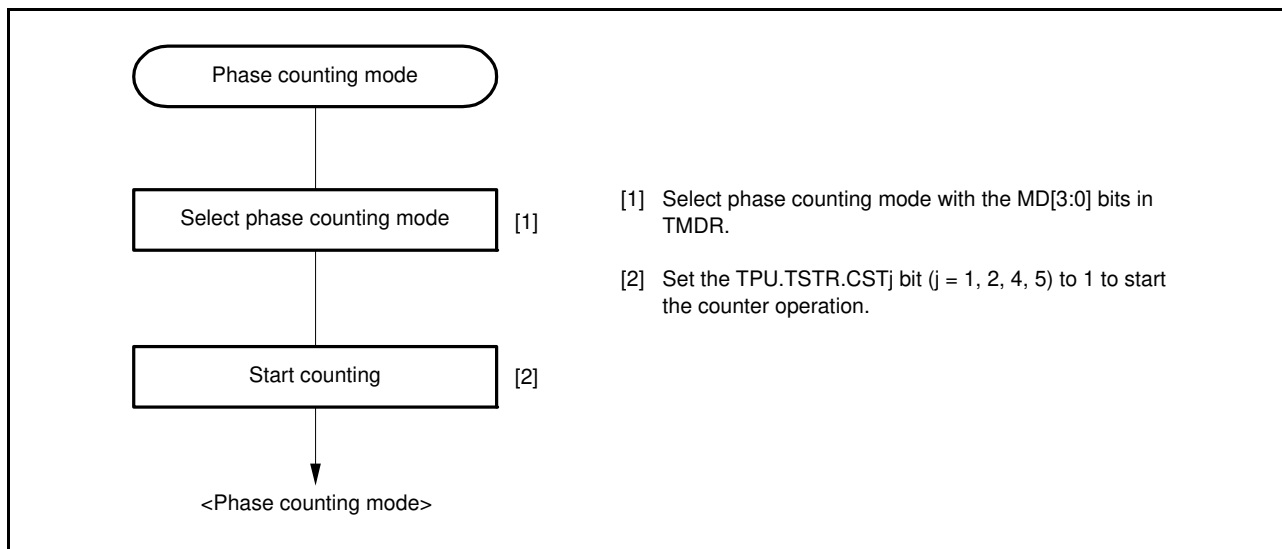 Phase counting mode
Select phase counting mode [1]
Start counting [2]
<Phase counting mode>
[1] Select phase counting mode with the MD[3:0] bits in
TMDR.
[2] Set the TPU.TSTR.CSTj bit (j = 1, 2, 4, 5) to 1 to start
the counter operation.